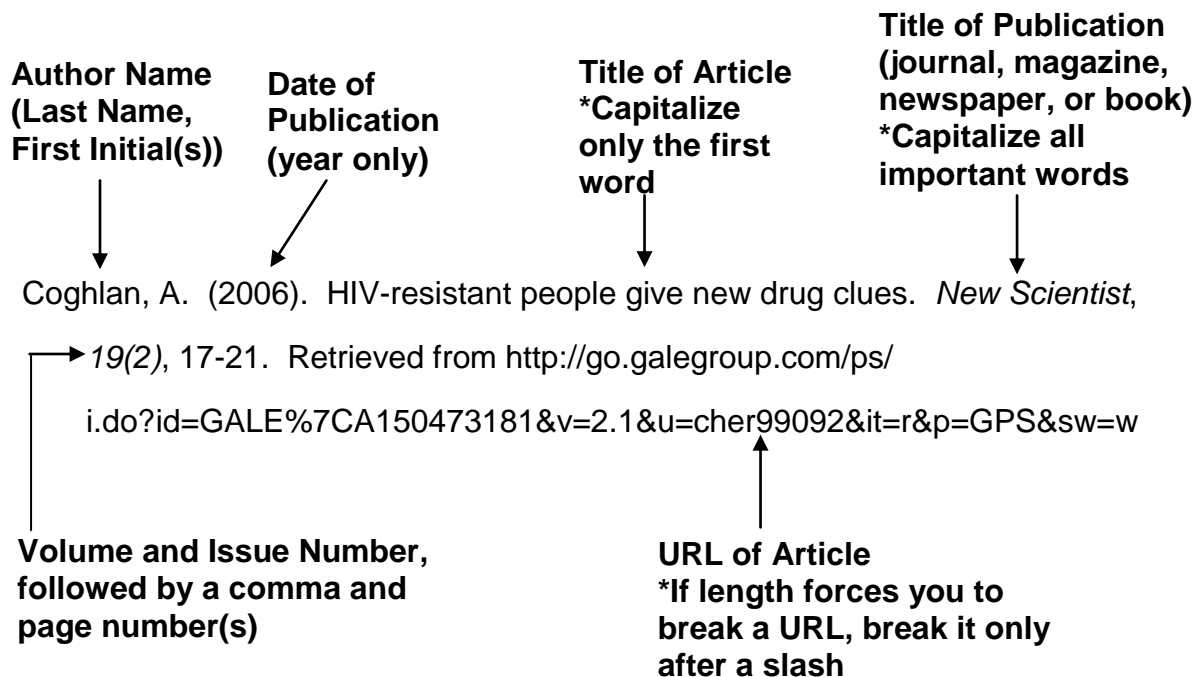 Author Name
(Last Name,
First Initial(s))
Date of
Publication
(year only)
Title of Article
*Capitalize
only the first
word
Title of Publication
(journal, magazine,
newspaper, or book)
*Capitalize all
important words
Coghlan, A. (2006). HIV-resistant people give new drug clues. New Scientist,
19(2), 17-21. Retrieved from http://go.galegroup.com/ps/
i.do?id=GALE%7CA150473181&v=2.1&u=cher99092&it=r&p=GPS&sw=w
Volume and Issue Number,
followed by a comma and
page number(s)
URL of Article
*If length forces you to
break a URL, break it only
after a slash